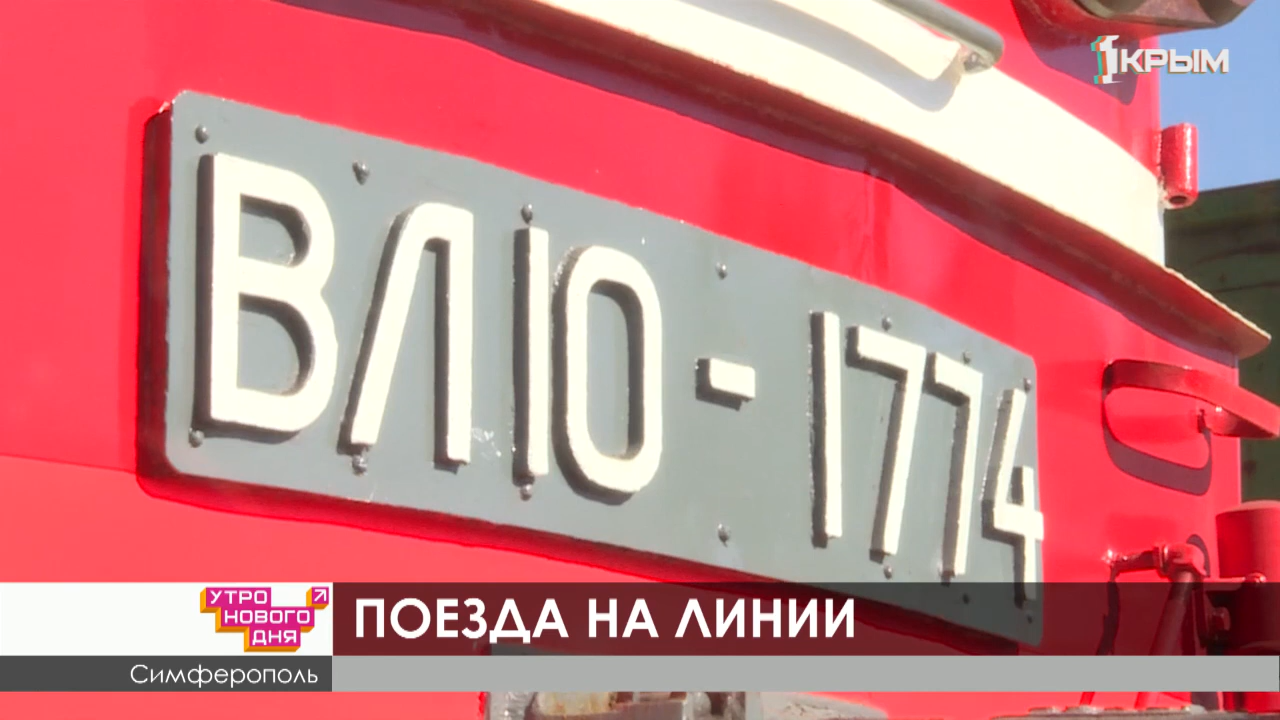 1КРЫМ
ВЛ10-1774
УТРО
НОВОГО
ДНЯ
ПОЕЗДА НА ЛИНИИ
Симферополь